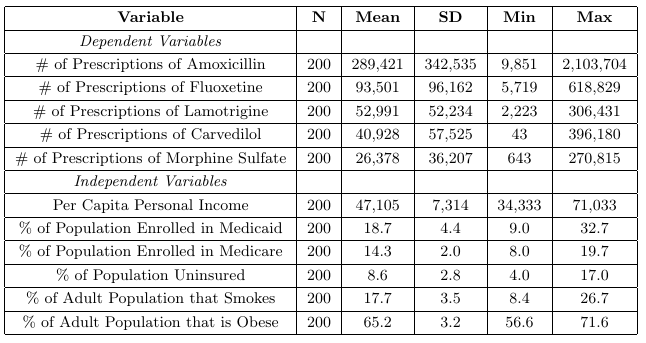 Variable N Mean SD Min Max
Dependent Variables
# of Prescriptions of Amoxicillin 200 289,421 342,535 9,851 2,103,704
# of Prescriptions of Fluoxetine 200 93,501 96,162 5,719 618,829
# of Prescriptions of Lamotrigine 200 52,991 52,234 2,223 306,431
# of Prescriptions of Carvedilol 200 40,928 57,525 43 396,180
# of Prescriptions of Morphine Sulfate 200 26,378 36,207 643 270,815
Independent Variables
Per Capita Personal Income 200 47,105 7,314 34,333 71,033
% of Population Enrolled in Medicaid 200 18.7 4.4 9.0 32.7
% of Population Enrolled in Medicare 200 14.3 2.0 8.0 19.7
% of Population Uninsured 200 8.6 2.8 4.0 17.0
% of Adult Population that Smokes 200 17.7 3.5 8.4 26.7
% of Adult Population that is Obese 200 65.2 3.2 56.6 71.6